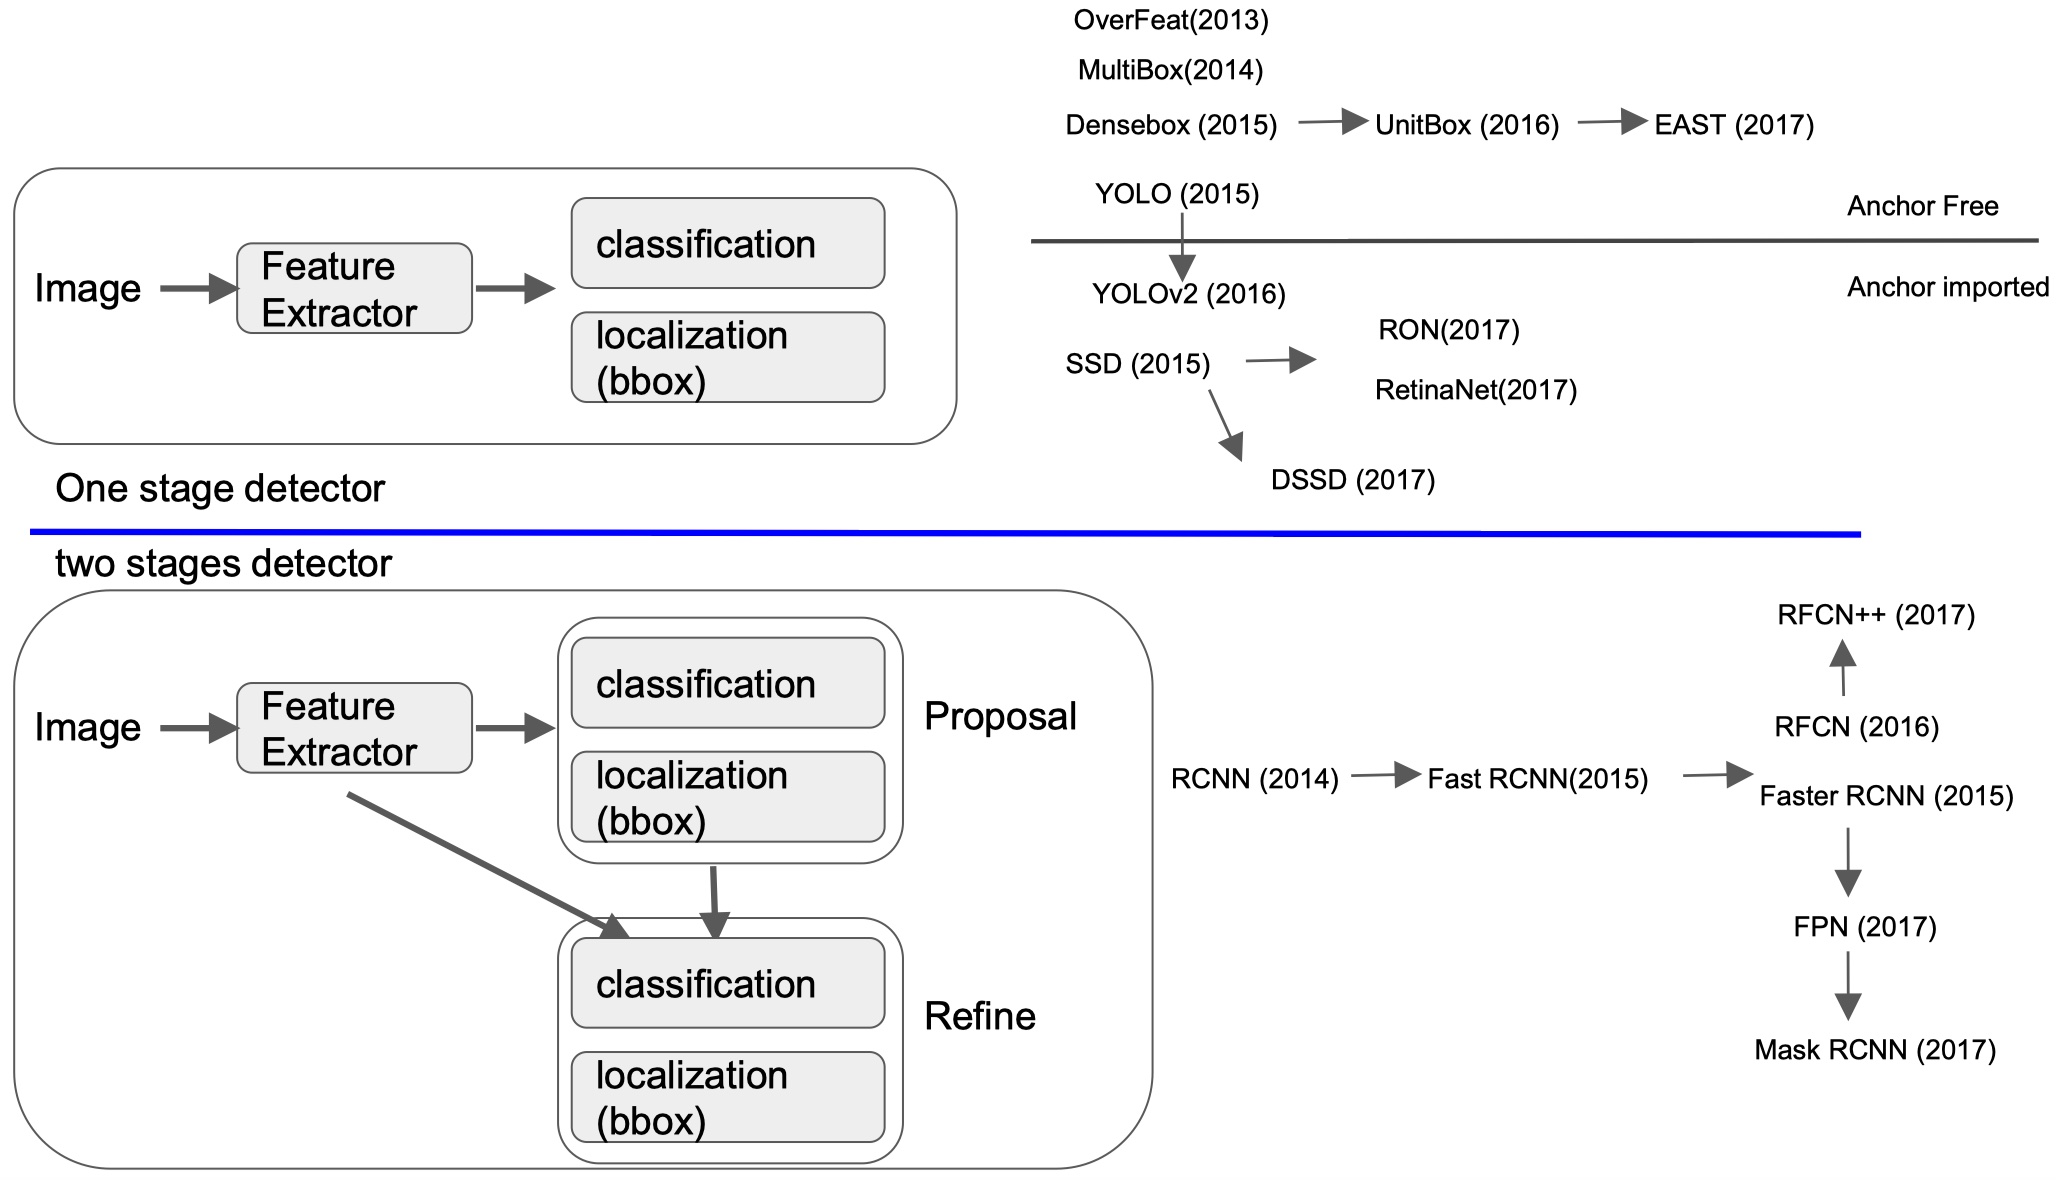 OverFeat(2013)
MultiBox(2014)
Densebox (2015)
UnitBox (2016)
EAST (2017)
YOLO (2015)
Anchor Free
Anchor imported
YOLOv2 (2016)
RON(2017)
SSD (2015)
RetinaNet(2017)
DSSD (2017)
Image
Feature
Extractor
classification
localization
(bbox)
One stage detector
two stages detector
Image
Feature
Extractor
classification
localization
(bbox)
Proposal
classification
localization
(bbox)
Refine
RCNN (2014)
Fast RCNN(2015)
RFCN++ (2017)
RFCN (2016)
Faster RCNN (2015)
FPN (2017)
Mask RCNN (2017)